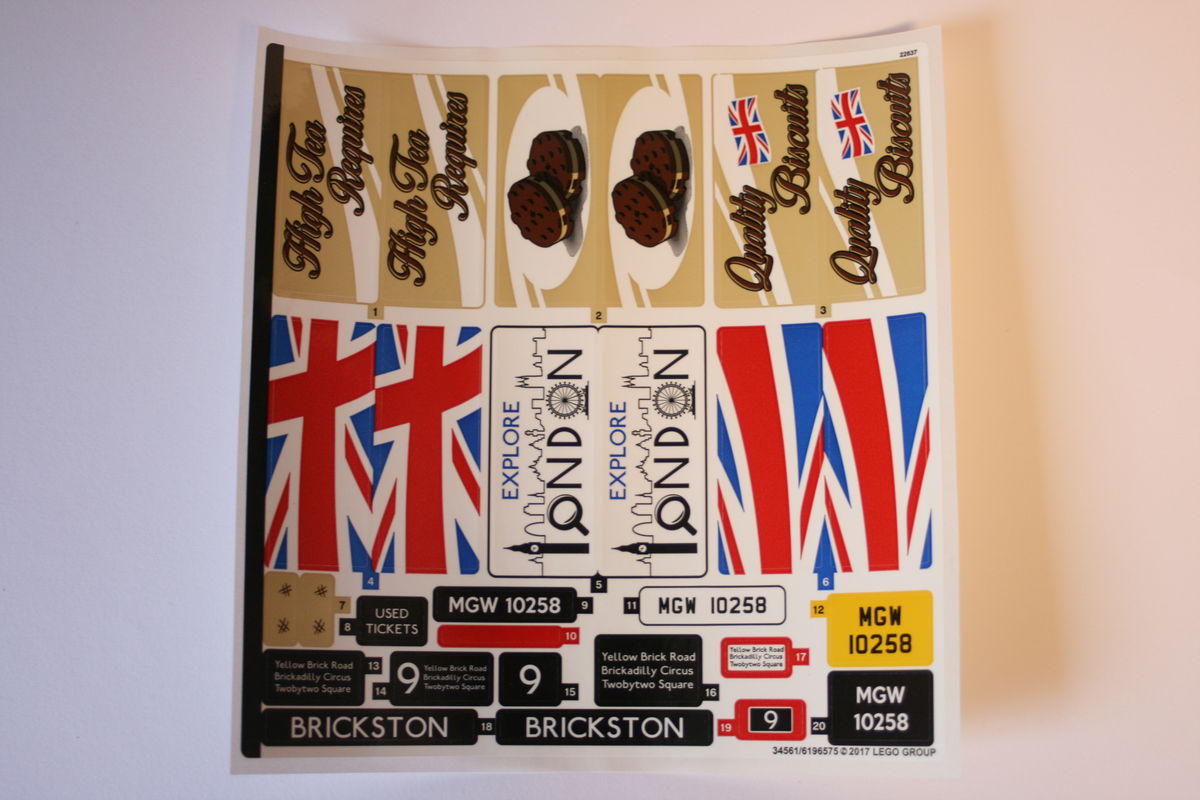 22637
High Tea
Requires
High Tea
Requires
Quality
Biscuits
Quality
Biscuits
1
2
3
EXPLORE
LONDON
EXPLORE
LONDON
4
5
6
7
8
USED
TICKETS
MGW 10258
9
10
11
MGW 10258
12
MGW
10258
Yellow Brick Road
Brickadilly Circus
Twobytwo Square
13
14
9
Yellow Brick Road
Brickadilly Circus
Twobytwo Square
9
15
Yellow Brick Road
Brickadilly Circus
Twobytwo Square
16
Yellow Brick Road
Brickadilly Circus
Twobytwo Square
17
BRICKSTON
18
BRICKSTON
19
9
20
MGW
10258
34561/6196575 © 2017 LEGO GROUP